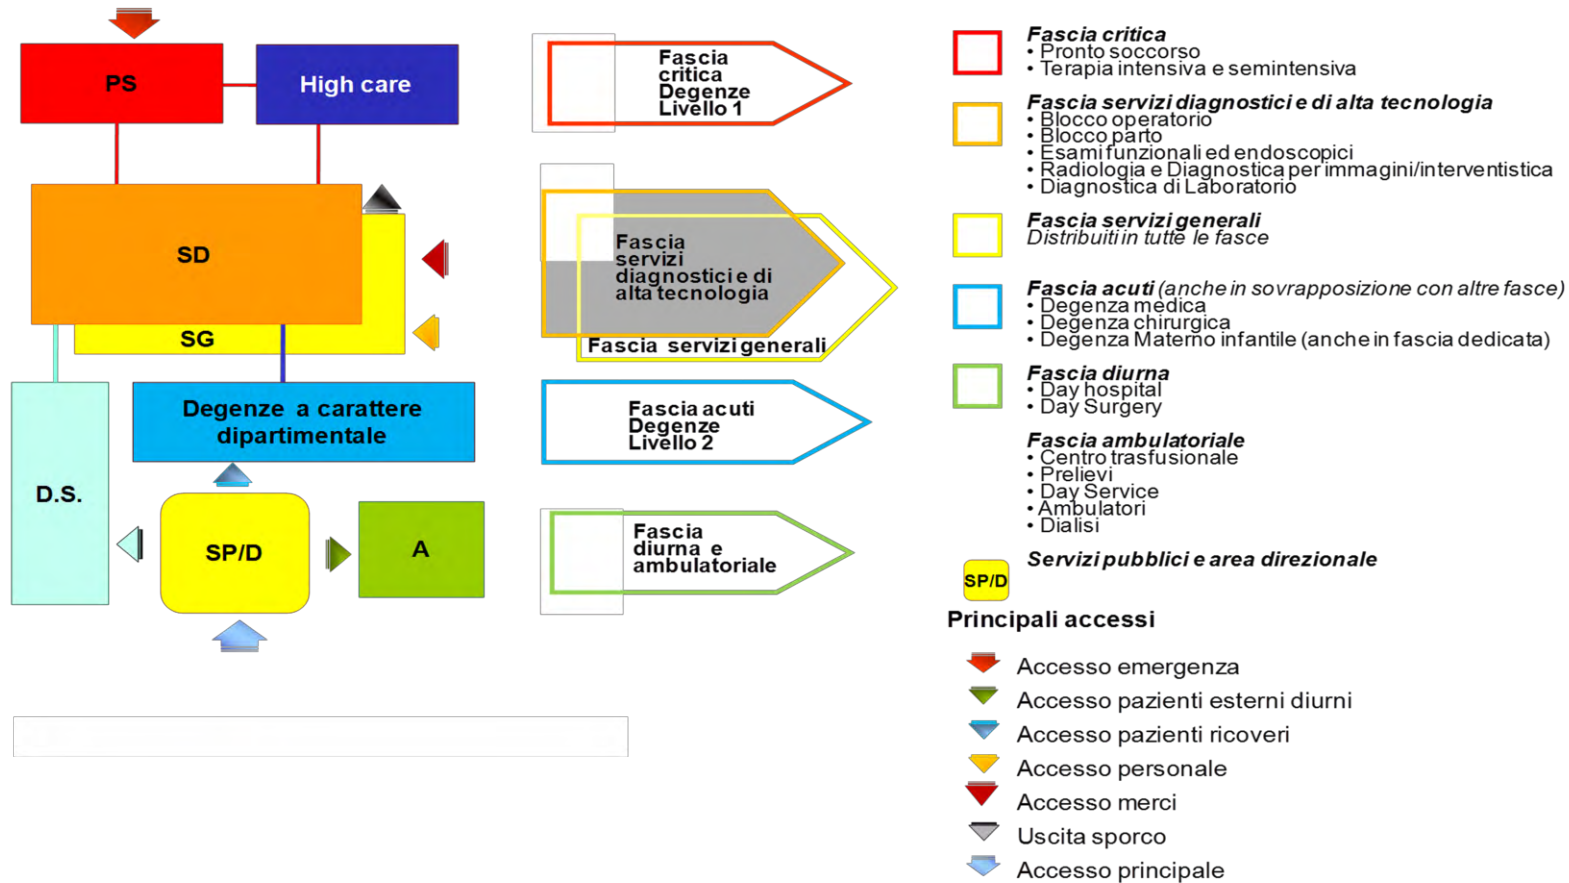 PS
High care
SD
SG
Degenze a carattere
dipartimentale
D.S.
SP/D
A
Fascia
critica
Degenze
Livello 1
Fascia
servizi
diagnostici e di
alta tecnologia
Fascia servizi generali
Fascia acuti
Degenze
Livello 2
Fascia
diurna e
ambulatoriale
Fascia critica
• Pronto soccorso
• Terapia intensiva e semintensiva
Fascia servizi diagnostici e di alta tecnologia
• Blocco operatorio
• Blocco parto
• Esami funzionali ed endoscopici
• Radiologia e Diagnostica per immagini/interventistica
• Diagnostica di Laboratorio
Fascia servizi generali
Distribuiti in tutte le fasce
Fascia acuti (anche in sovrapposizione con altre fasce)
• Degenza medica
• Degenza chirurgica
• Degenza Materno infantile (anche in fascia dedicata)
Fascia diurna
• Day hospital
• Day Surgery
Fascia ambulatoriale
• Centro trasfusionale
• Prelievi
• Day Service
• Ambulatori
• Dialisi
Servizi pubblici e area direzionale
SP/D
Principali accessi
Accesso emergenza
Accesso pazienti esterni diurni
Accesso pazienti ricoveri
Accesso personale
Accesso merci
Uscita sporco
Accesso principale